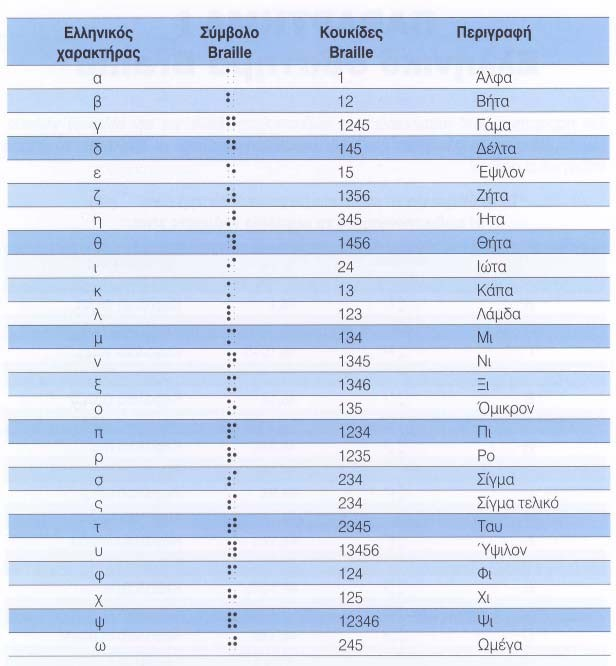 Ελληνικός χαρακτήρας Σύμβολο Braille Κουκίδες Braille Περιγραφή
α ⠁ 1 Άλφα
β ⠃ 12 Βήτα
γ ⠛ 1245 Γάμα
δ ⠙ 145 Δέλτα
ε ⠑ 15 Έψιλον
ζ ⠵ 1356 Ζήτα
η ⠜ 345 Ήτα
θ ⠹ 1456 Θήτα
ι ⠊ 24 Ιώτα
κ ⠅ 13 Κάπα
λ ⠇ 123 Λάμδα
μ ⠍ 134 Μι
ν ⠝ 1345 Νι
ξ ⠭ 1346 Ξι
ο ⠕ 135 Όμικρον
π ⠏ 1234 Πι
ρ ⠗ 1235 Ρο
σ ⠎ 234 Σίγμα
ς ⠎ 234 Σίγμα τελικό
τ ⠞ 2345 Ταυ
υ ⠽ 13456 Ύψιλον
φ ⠋ 124 Φι
χ ⠓ 125 Χι
ψ ⠯ 12346 Ψι
ω ⠚ 245 Ωμέγα